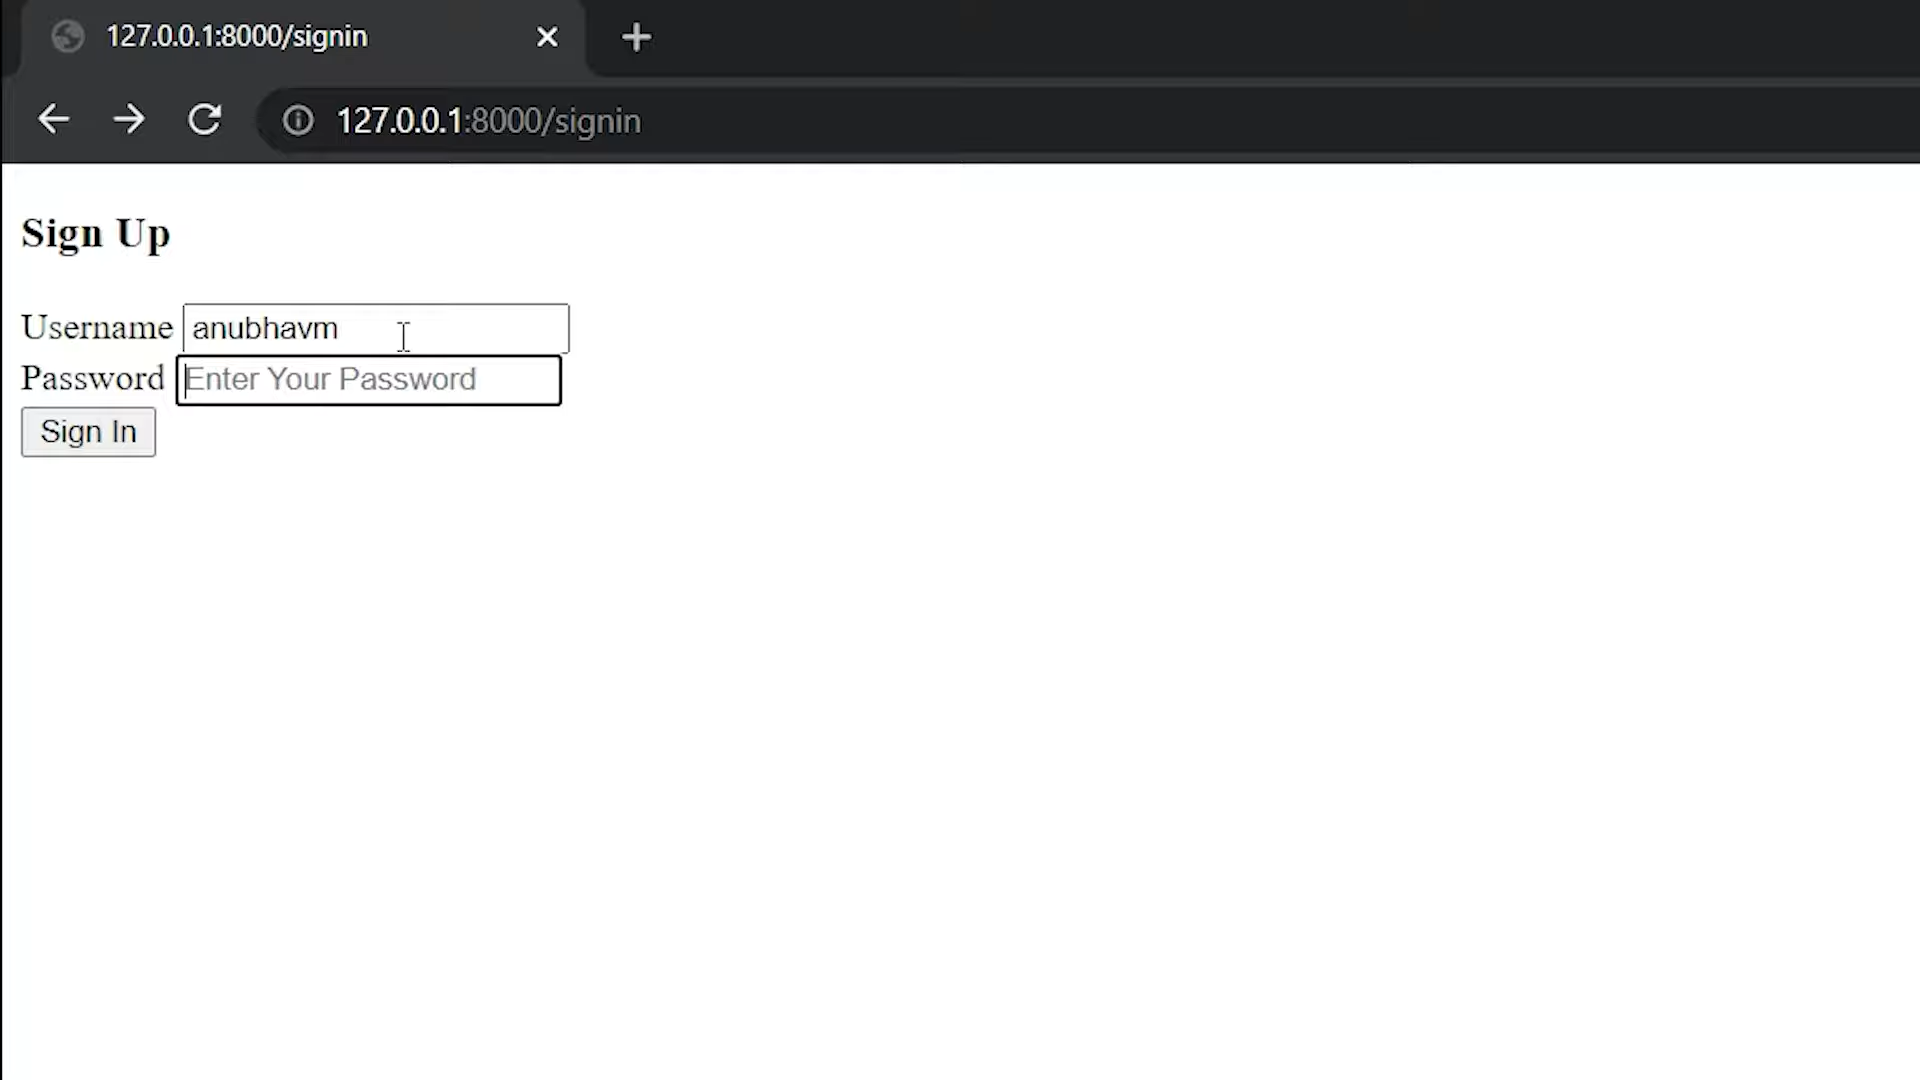 127.0.0.1:8000/signin
127.0.0.1:8000/signin
Sign Up
Username anubhavm
Password Enter Your Password
Sign In